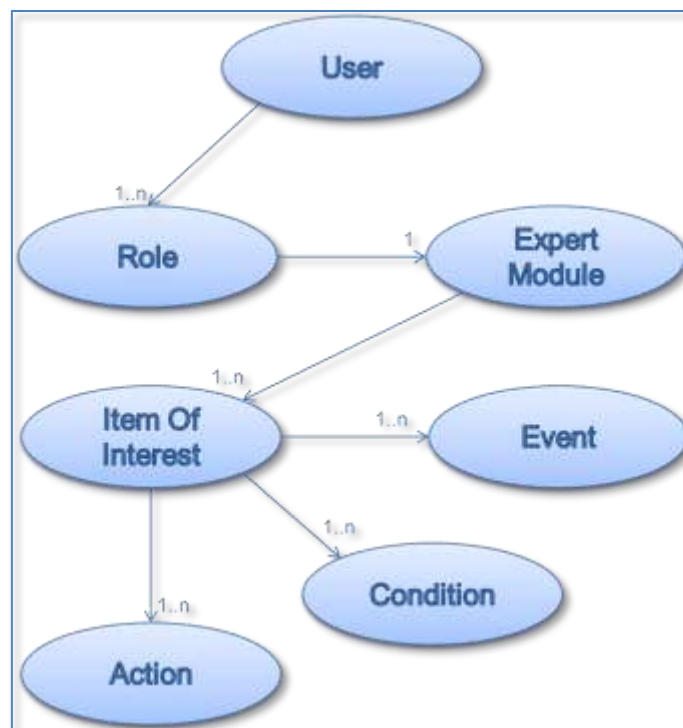 User
1..n
Role
1
Expert
Module
1..n
Item Of
Interest
1..n
Event
1..n
Condition
1..n
Action